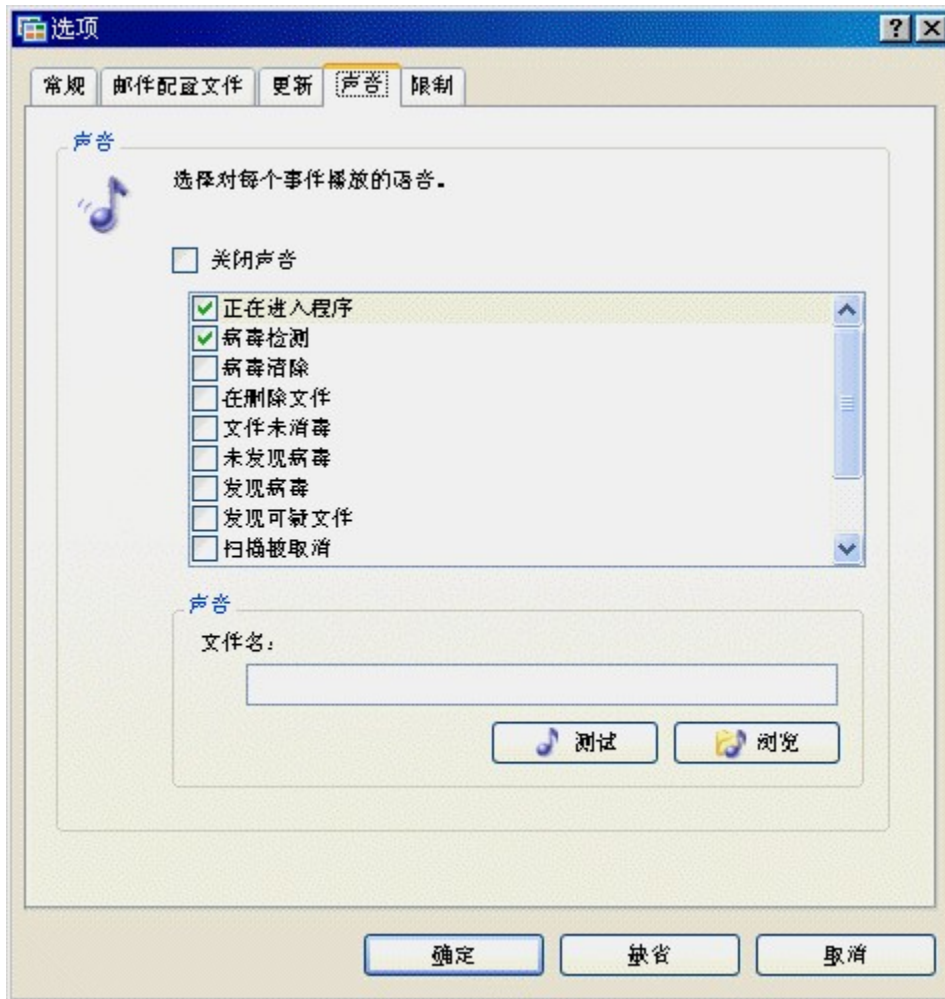 选项
常规 邮件配置文件 更新 声音 限制
声音
选择对每个事件播放的语音.
关闭声音
正在进入程序
病毒检测
病毒清除
在删除文件
文件未消毒
未发现病毒
发现病毒
发现可疑文件
扫描被取消
声音
文件名:
测试 浏览
确定 缺省 取消